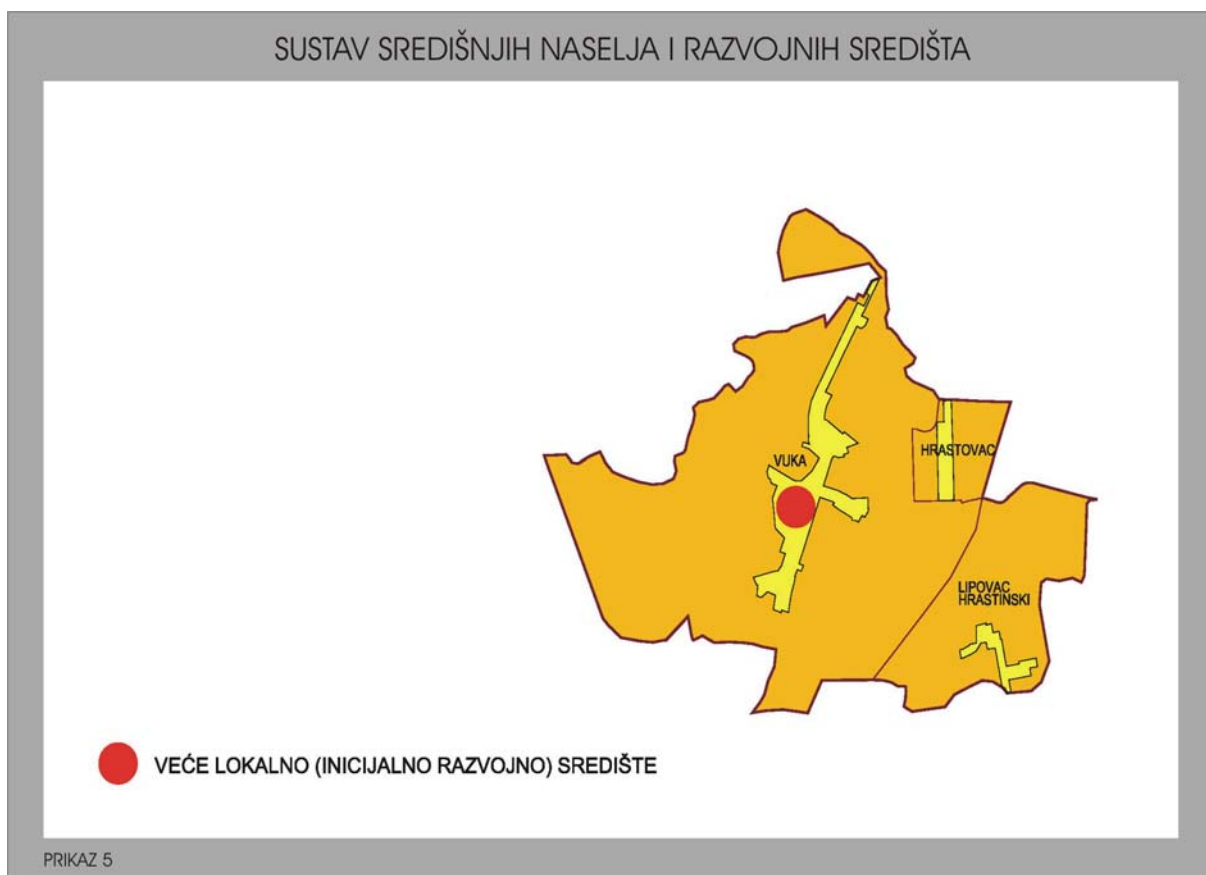 SUSTAV SREDIŠNJIH NASELJA I RAZVOJNIH SREDIŠTA
VUKA
HRASTOVAC
LIPOVAC
HRASTINSKI
VEĆE LOKALNO (INICIJALNO RAZVOJNO) SREDIŠTE
PRIKAZ 5